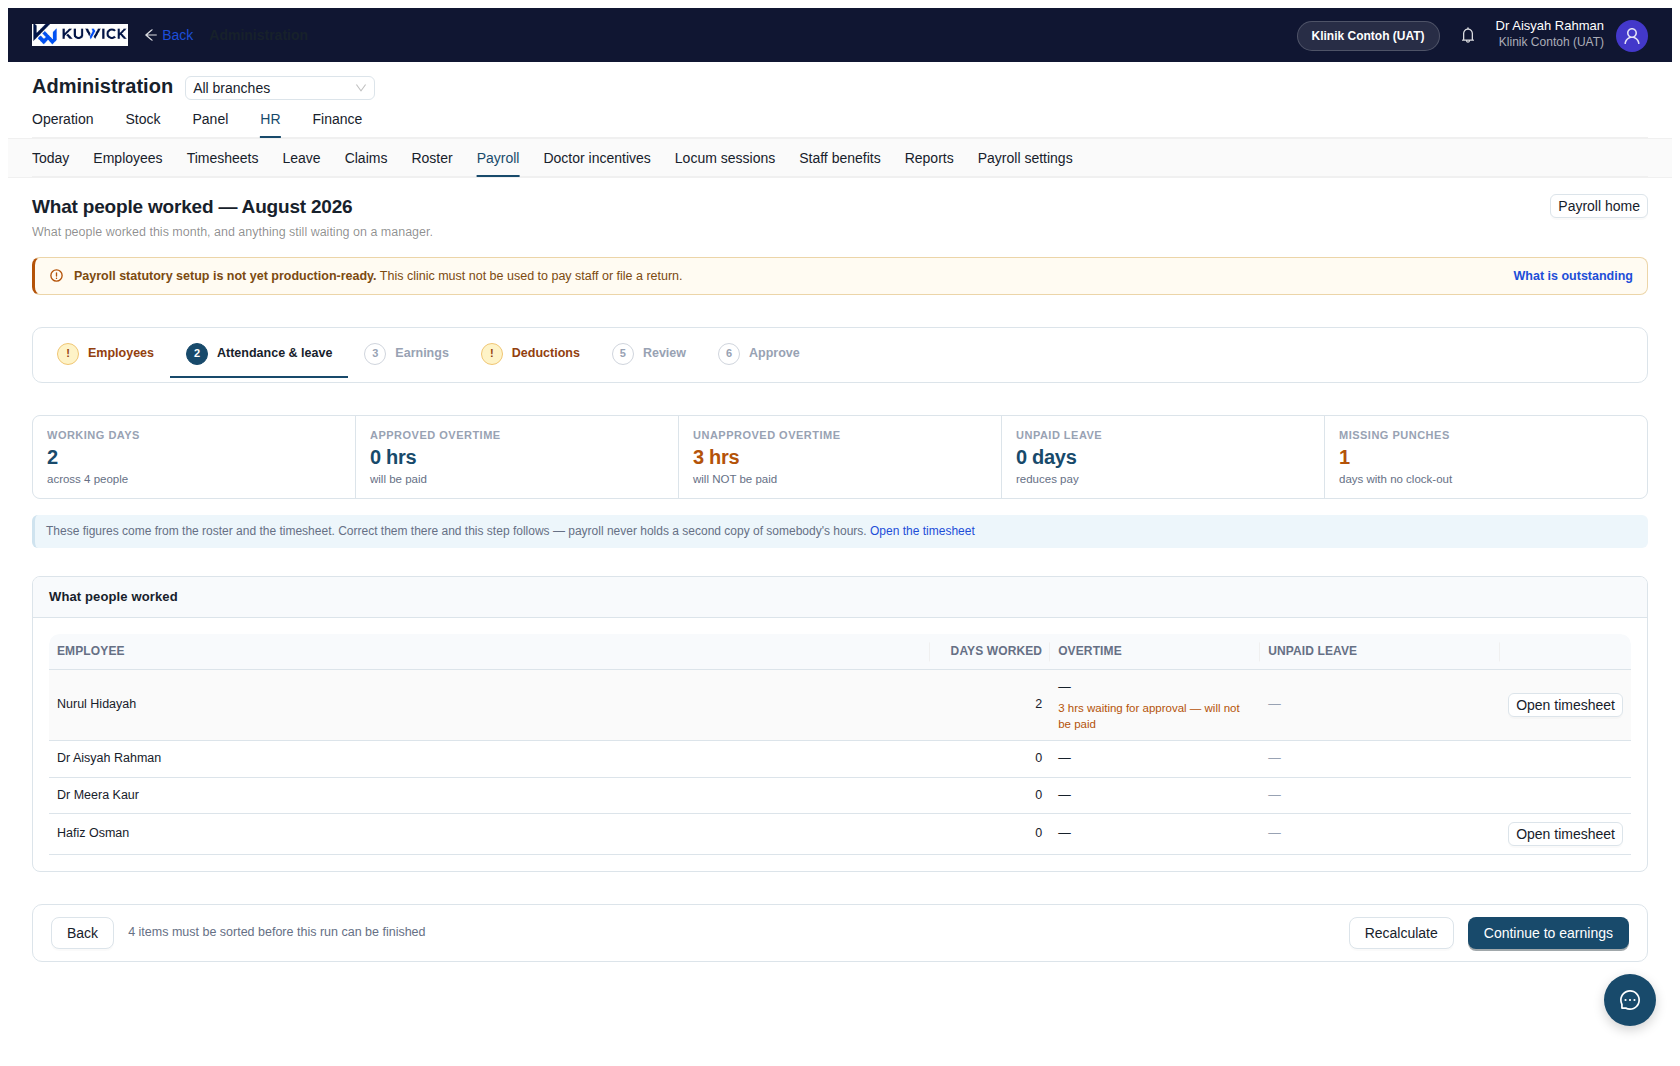 KUWICK
Back Administration
Klinik Contoh (UAT)
Dr Aisyah Rahman
Klinik Contoh (UAT)
Administration
All branches
Operation Stock Panel HR Finance
Today Employees Timesheets Leave Claims Roster Payroll Doctor incentives Locum sessions Staff benefits Reports Payroll settings
What people worked — August 2026
Payroll home
What people worked this month, and anything still waiting on a manager.
Payroll statutory setup is not yet production-ready. This clinic must not be used to pay staff or file a return.
What is outstanding
! Employees 2 Attendance & leave 3 Earnings ! Deductions 5 Review 6 Approve
WORKING DAYS
2
across 4 people
APPROVED OVERTIME
0 hrs
will be paid
UNAPPROVED OVERTIME
3 hrs
will NOT be paid
UNPAID LEAVE
0 days
reduces pay
MISSING PUNCHES
1
days with no clock-out
These figures come from the roster and the timesheet. Correct them there and this step follows — payroll never holds a second copy of somebody's hours. Open the timesheet
What people worked
EMPLOYEE DAYS WORKED OVERTIME UNPAID LEAVE
Nurul Hidayah 2 —
3 hrs waiting for approval — will not
be paid
— Open timesheet
Dr Aisyah Rahman 0 — —
Dr Meera Kaur 0 — —
Hafiz Osman 0 — — Open timesheet
Back 4 items must be sorted before this run can be finished Recalculate Continue to earnings